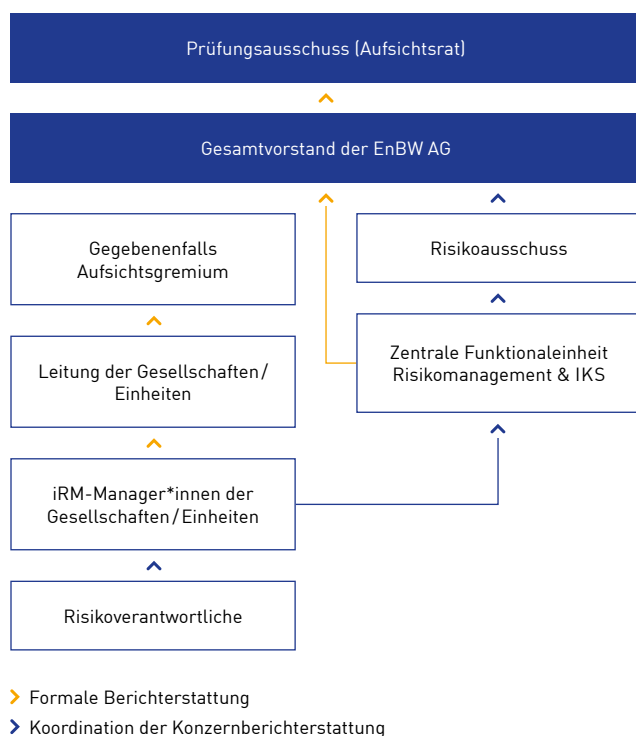 Prüfungsausschuss (Aufsichtsrat)
Gesamtvorstand der EnBW AG
Gegebenenfalls
Aufsichtsgremium
Risikoausschuss
Leitung der Gesellschaften/
Einheiten
Zentrale Funktionaleinheit
Risikomanagement & IKS
iRM-Manager*innen der
Gesellschaften/Einheiten
Risikoverantwortliche
Formale Berichterstattung
Koordination der Konzernberichterstattung